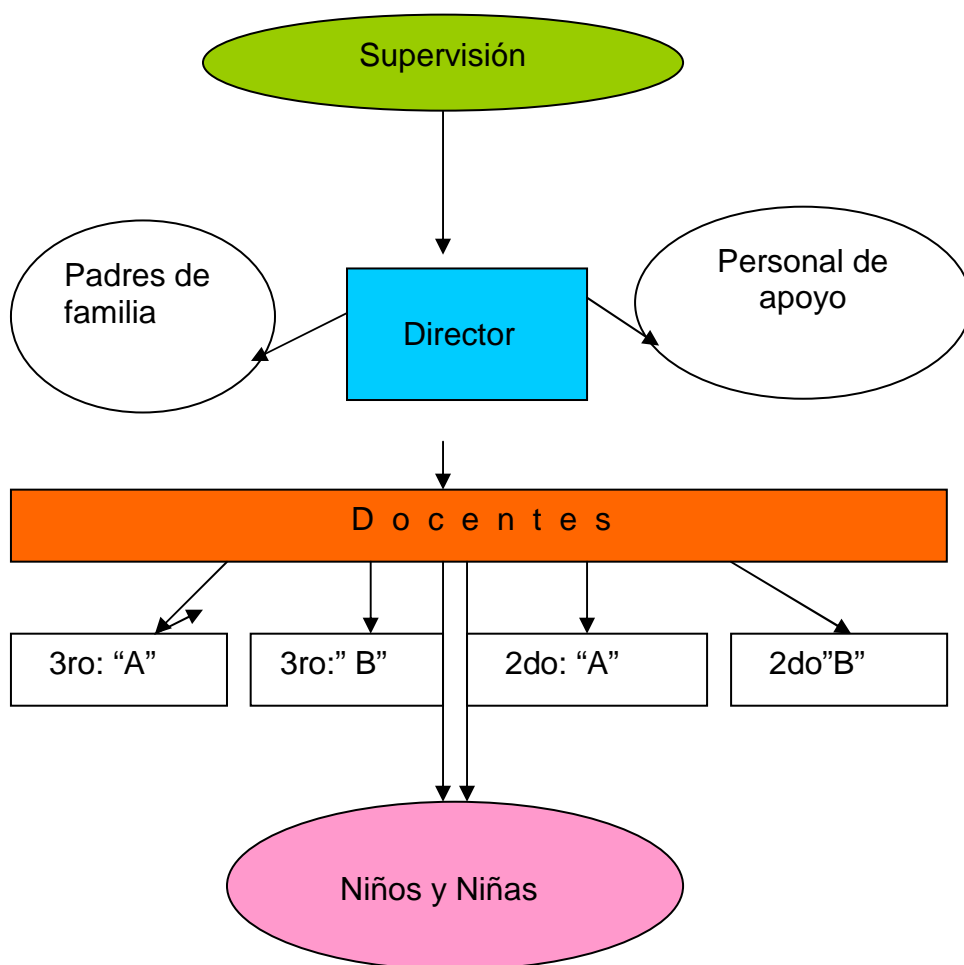 Supervisión
Padres de
familia
Personal de
apoyo
Director
D o c e n t e s
3ro: “A”
3ro:” B”
2do: “A”
2do”B”
Niños y Niñas